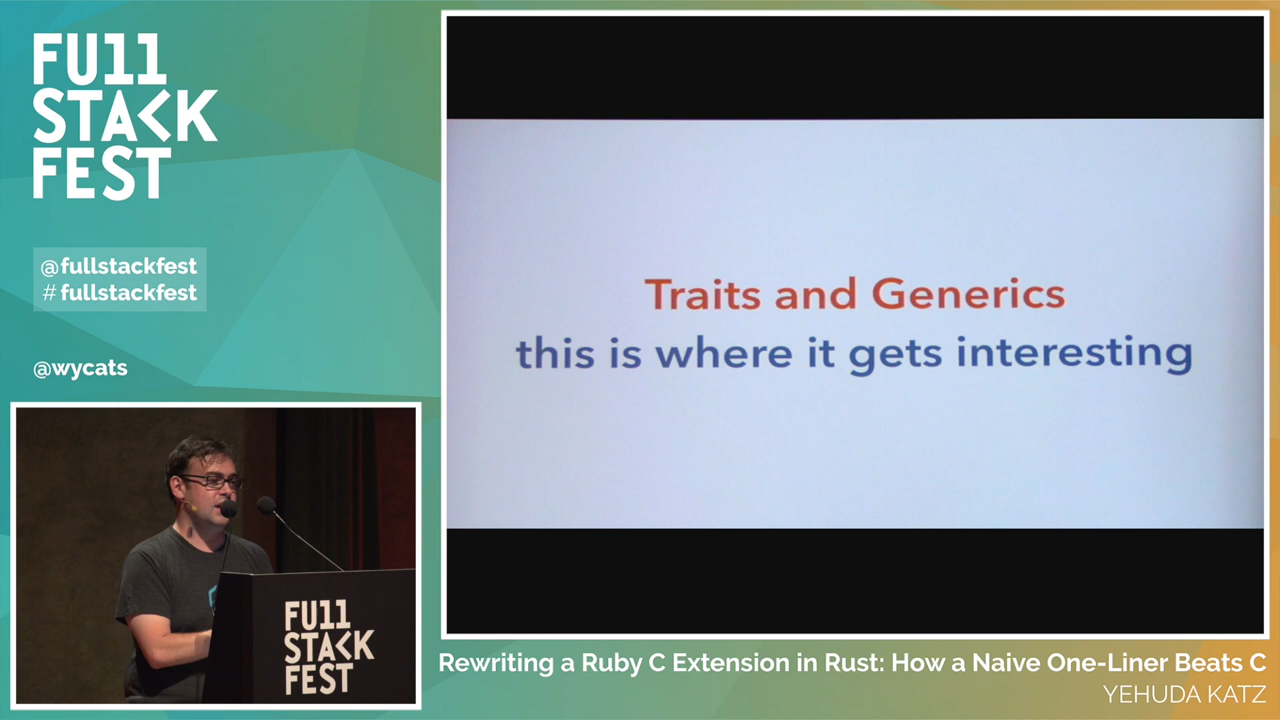 FU11
STACK
FEST
@fullstackfest
# fullstackfest
@wycats
Traits and Generics
this is where it gets interesting
FU11
STACK
FEST
Rewriting a Ruby C Extension in Rust: How a Naive One-Liner Beats C
YEHUDA KATZ